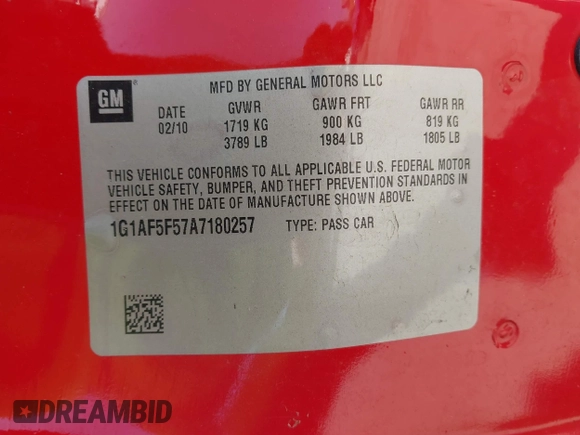 GM
MFD BY GENERAL MOTORS LLC
DATE GVWR GAWR FRT GAWR RR
02/10 1719 KG 900 KG 819 KG
3789 LB 1984 LB 1805 LB
THIS VEHICLE CONFORMS TO ALL APPLICABLE U.S. FEDERAL MOTOR
VEHICLE SAFETY, BUMPER, AND THEFT PREVENTION STANDARDS IN
EFFECT ON THE DATE OF MANUFACTURE SHOWN ABOVE.
1G1AF5F57A7180257 TYPE: PASS CAR
DREAMBID